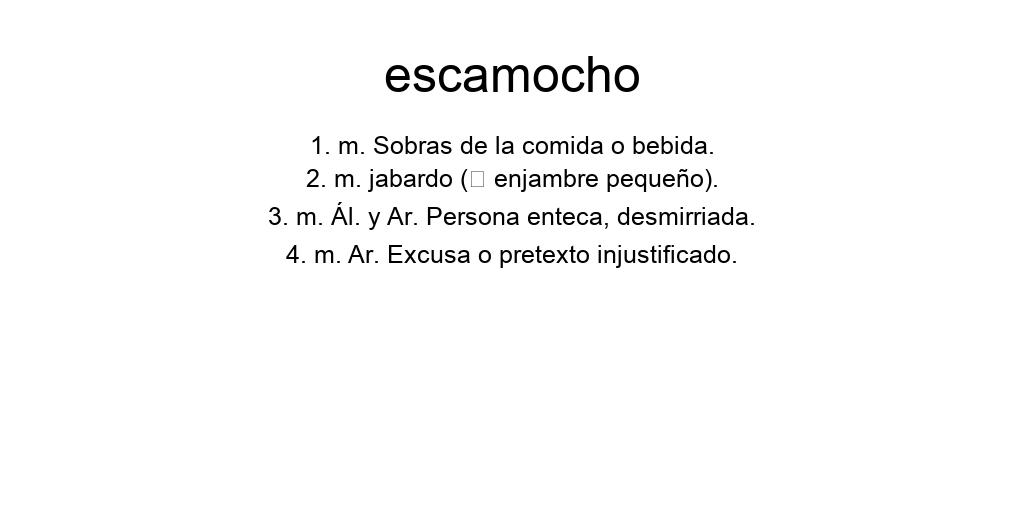 escamocho
1. m. Sobras de la comida o bebida.
2. m. jabardo (□ enjambre pequeño).
3. m. Ál. y Ar. Persona enteca, desmirriada.
4. m. Ar. Excusa o pretexto injustificado.